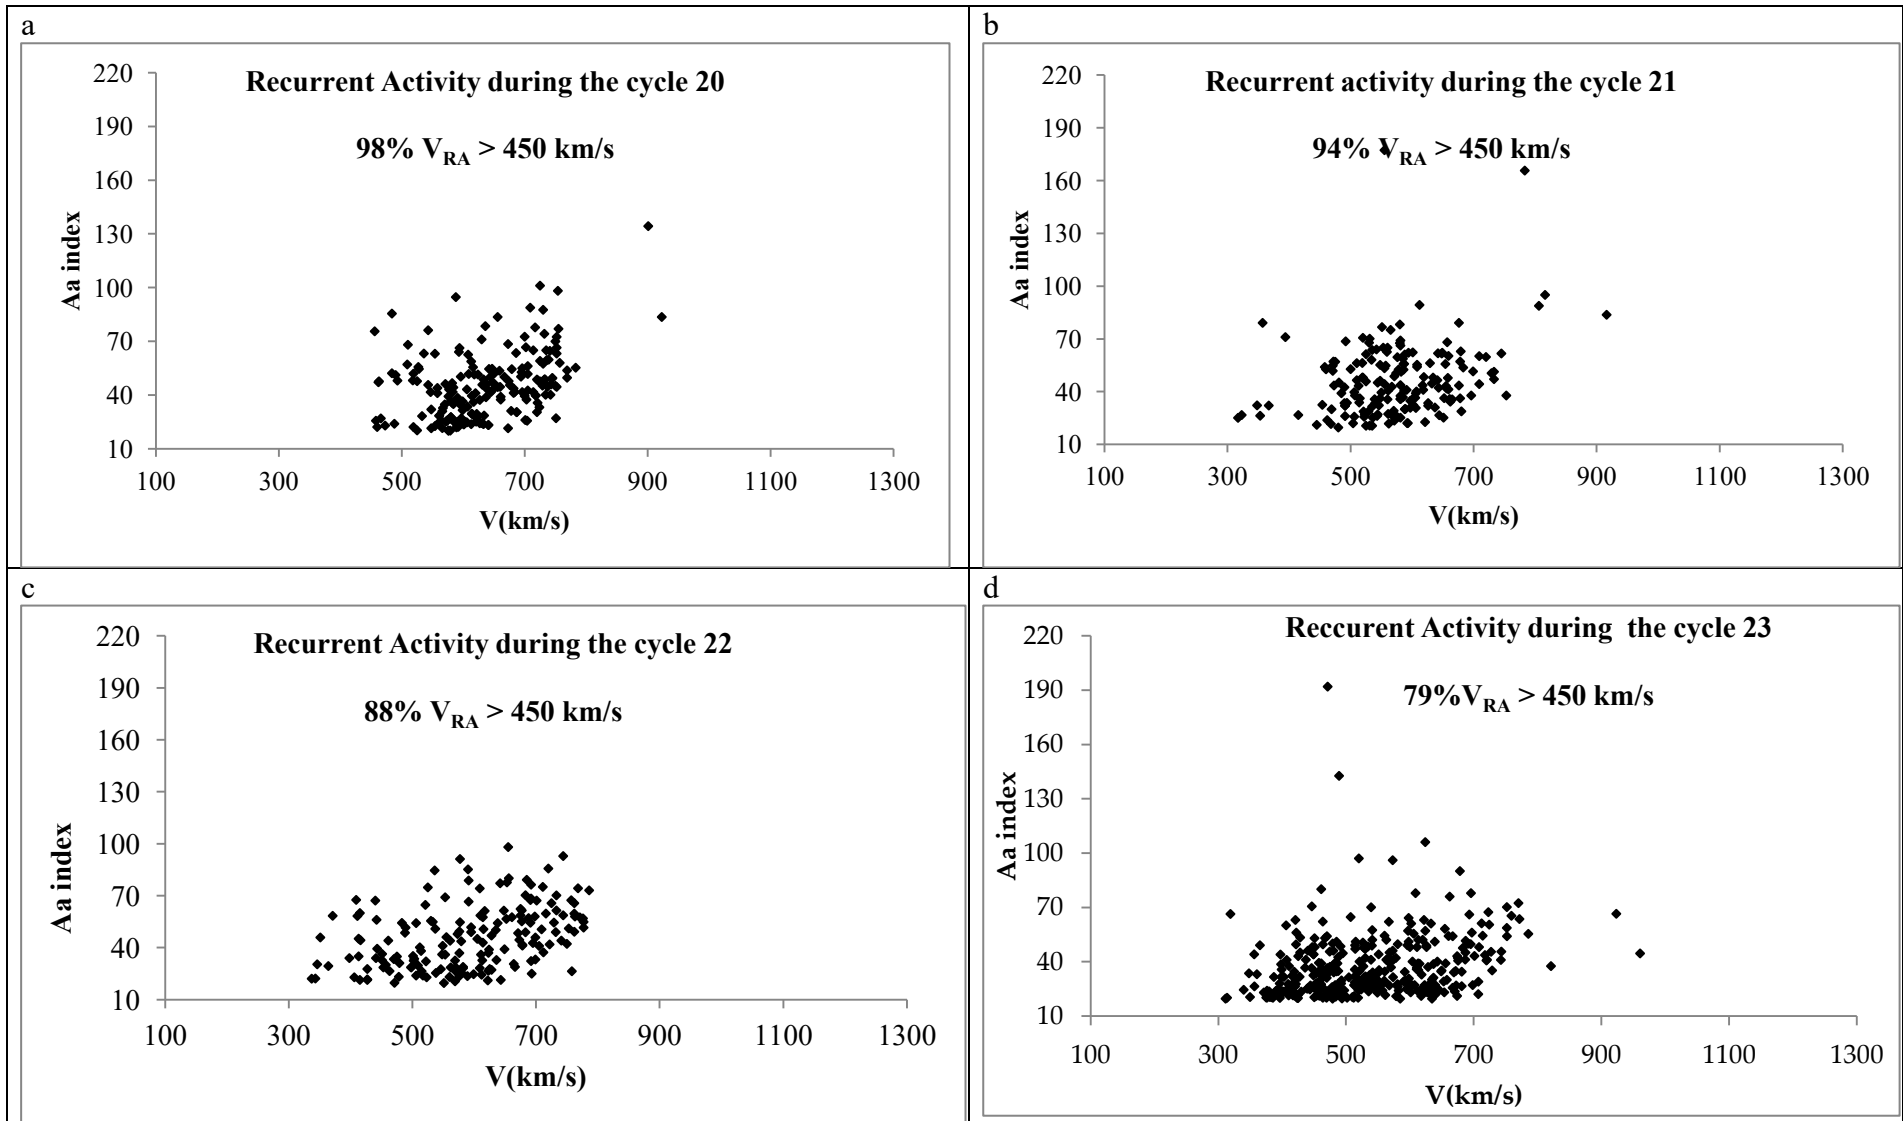 a
Recurrent Activity during the cycle 20
98% VRA > 450 km/s
Aa index
220
190
160
130
100
70
40
10
100 300 500 700 900 1100 1300
V(km/s)
b
Recurrent activity during the cycle 21
94% VRA > 450 km/s
Aa index
220
190
160
130
100
70
40
10
100 300 500 700 900 1100 1300
V(km/s)
c
Recurrent Activity during the cycle 22
88% VRA > 450 km/s
Aa index
220
190
160
130
100
70
40
10
100 300 500 700 900 1100 1300
V(km/s)
d
Reccurent Activity during the cycle 23
79%VRA > 450 km/s
Aa index
220
190
160
130
100
70
40
10
100 300 500 700 900 1100 1300
V(km/s)